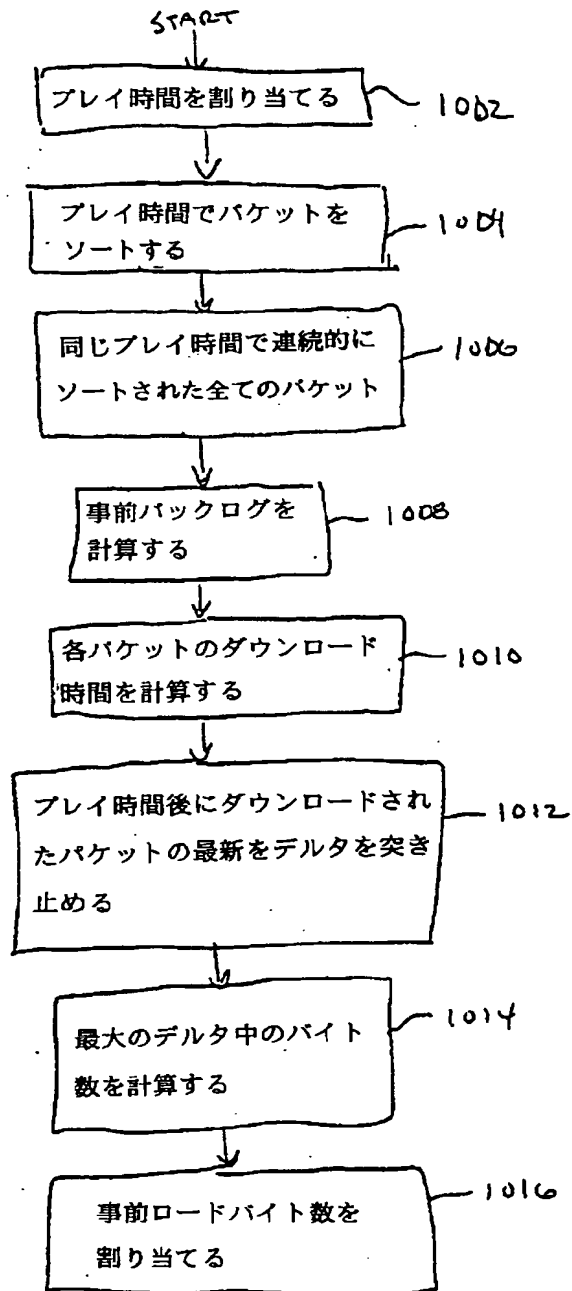 START
プレイ時間を割り当てる
1002
プレイ時間でパケットを
ソートする
1004
同じプレイ時間で連続的に
ソートされた全てのパケット
1006
事前バックログを
計算する
1008
各パケットのダウンロード
時間を計算する
1010
プレイ時間後にダウンロードされ
たパケットの最新をデルタを突き
止める
1012
最大のデルタ中のバイト
数を計算する
1014
事前ロードバイト数を
割り当てる
1016